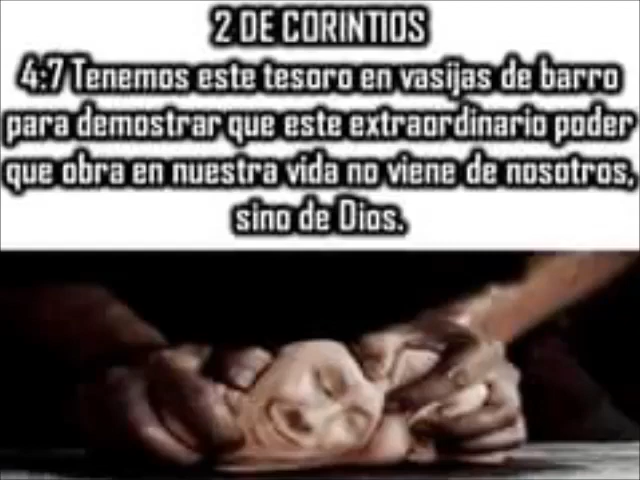 2 DE CORINTIOS
4:7 Tenemos este tesoro en vasijas de barro
para demostrar que este extraordinario poder
que obra en nuestra vida no viene de nosotros,
sino de Dios.